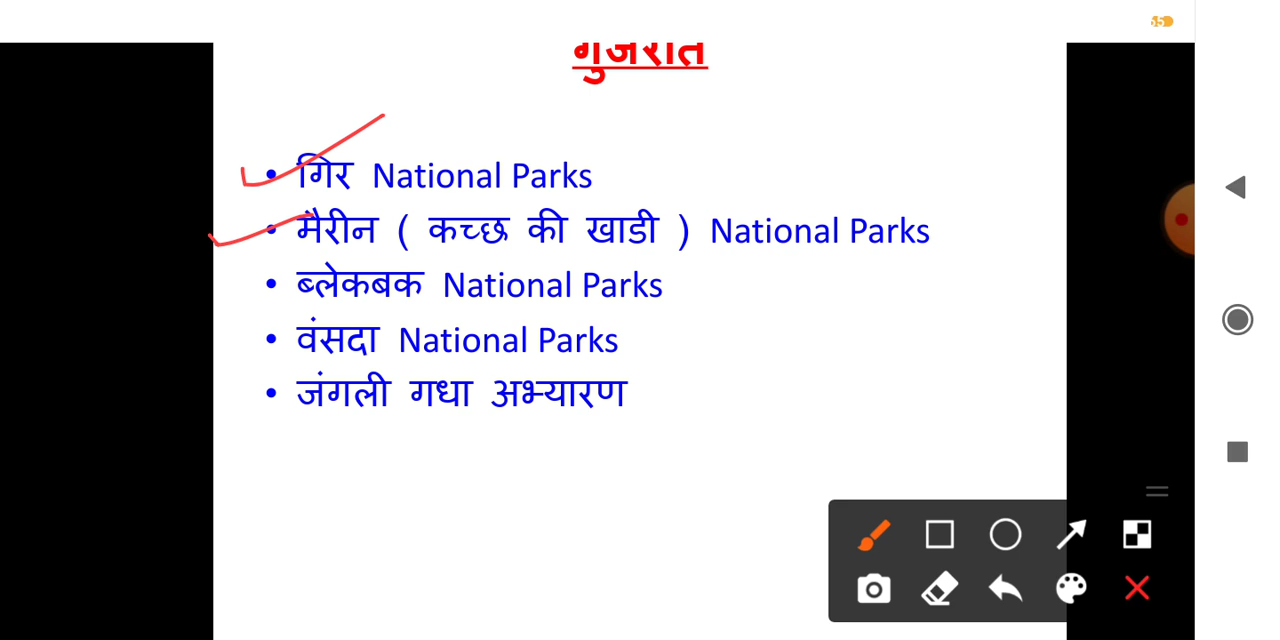 गुजरात
• गिर National Parks
• मैरीन ( कच्छ की खाडी ) National Parks
• ब्लेकबक National Parks
• वंसदा National Parks
• जंगली गधा अभ्यारण